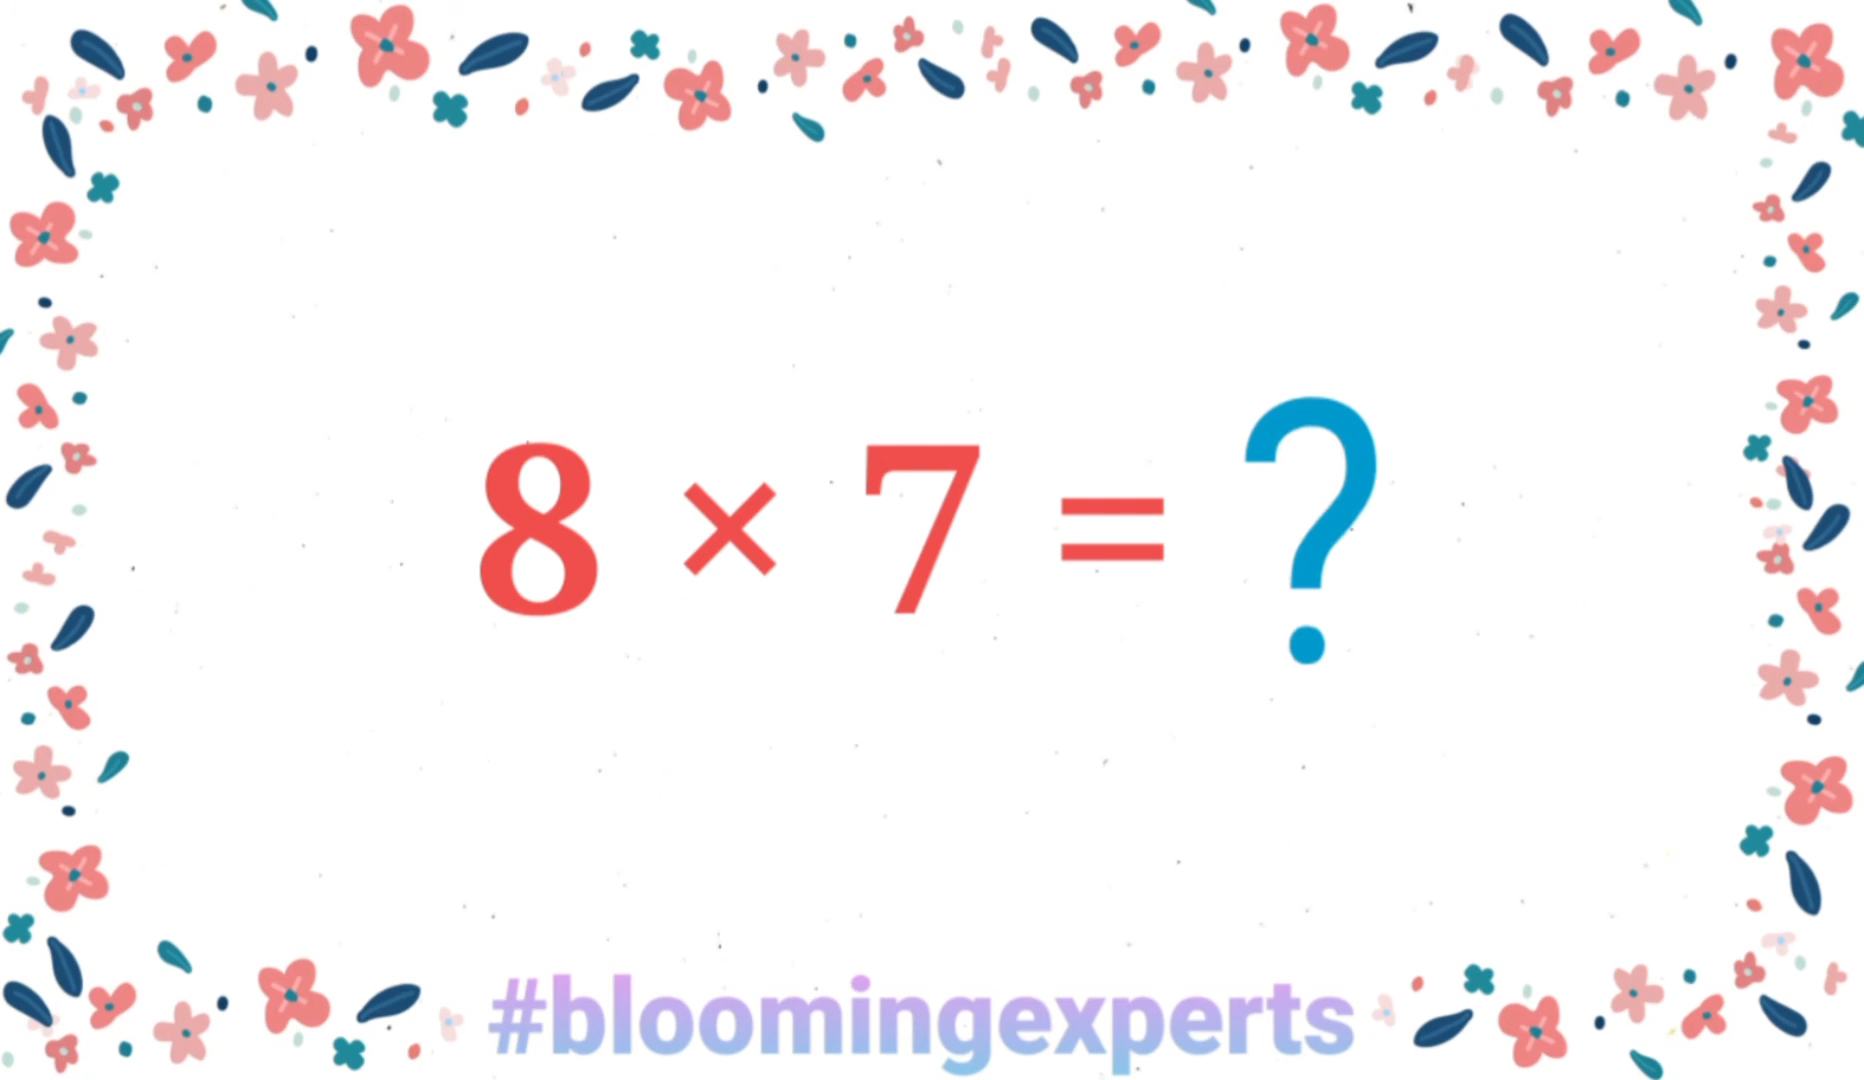 8 × 7 = ?
#bloomingexperts